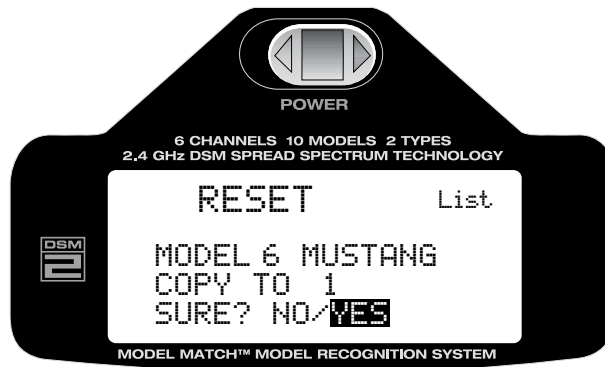 POWER
6 CHANNELS 10 MODELS 2 TYPES
2.4 GHz DSM SPREAD SPECTRUM TECHNOLOGY
RESET List
DSM
2
MODEL 6 MUSTANG
COPY TO 1
SURE? NO/YES
MODEL MATCH™ MODEL RECOGNITION SYSTEM